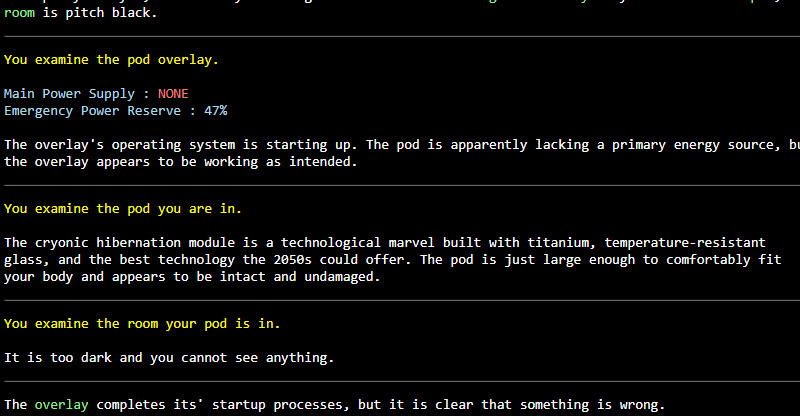 room is pitch black.
You examine the pod overlay.
Main Power Supply : NONE
Emergency Power Reserve : 47%
The overlay's operating system is starting up. The pod is apparently lacking a primary energy source,
the overlay appears to be working as intended.
You examine the pod you are in.
The cryonic hibernation module is a technological marvel built with titanium, temperature-resistant
glass, and the best technology the 2050s could offer. The pod is just large enough to comfortably fit
your body and appears to be intact and undamaged.
You examine the room your pod is in.
It is too dark and you cannot see anything.
The overlay completes its' startup processes, but it is clear that something is wrong.